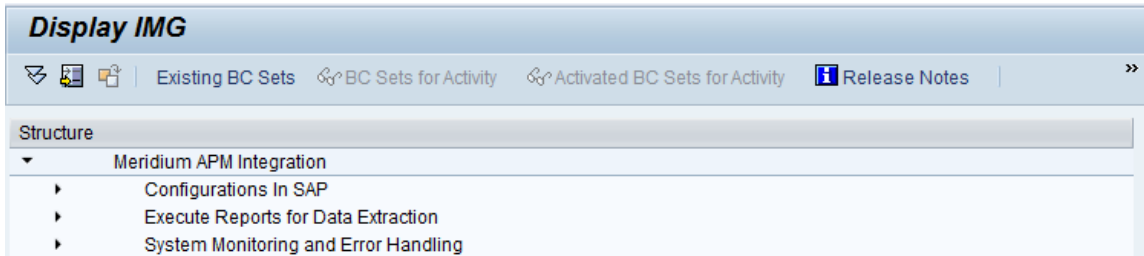 Display IMG
Existing BC Sets BC Sets for Activity Activated BC Sets for Activity Release Notes »
Structure
Meridium APM Integration
Configurations In SAP
Execute Reports for Data Extraction
System Monitoring and Error Handling